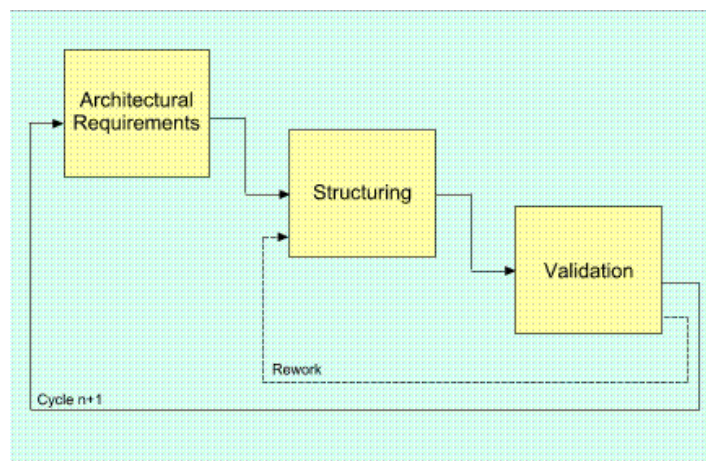 Architectural
Requirements
Structuring
Validation
Rework
Cycle n+1